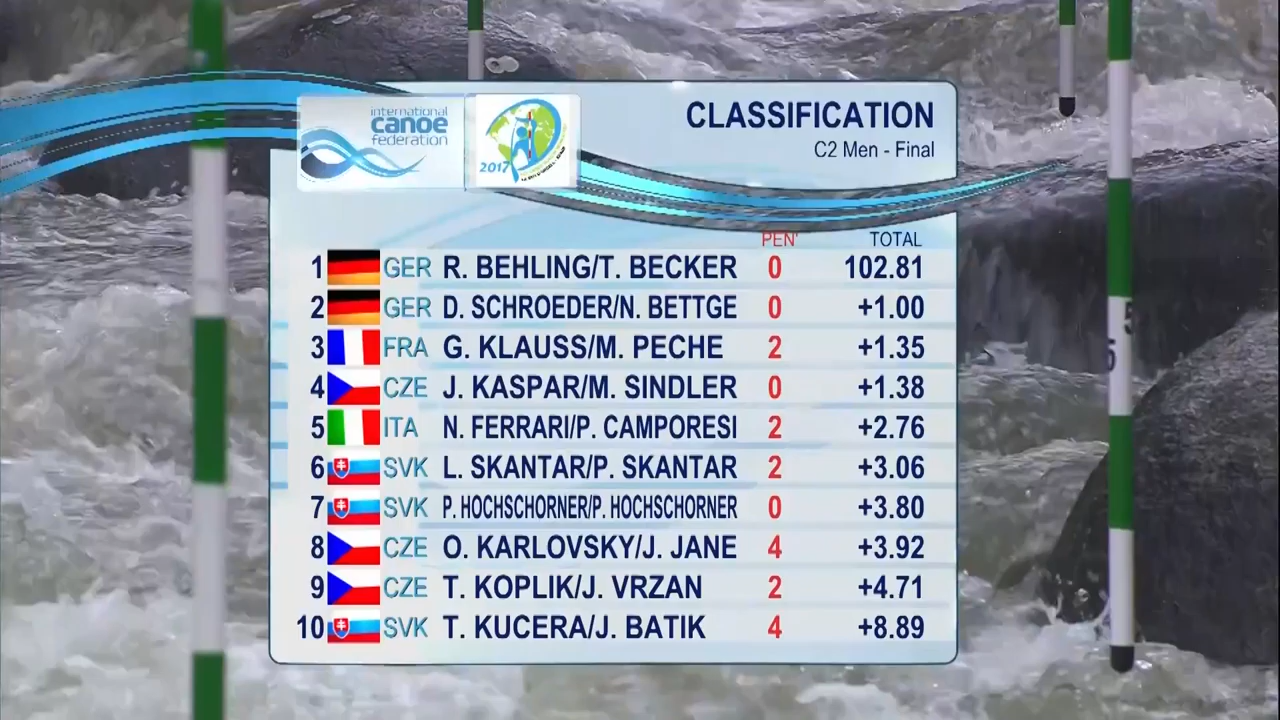 international
canoe
federation
2017
CLASSIFICATION
C2 Men - Final
PEN' TOTAL
1 GER R. BEHLING/T. BECKER 0 102.81
2 GER D. SCHROEDER/N. BETTGE 0 +1.00
3 FRA G. KLAUSS/M. PECHE 2 +1.35
4 CZE J. KASPAR/M. SINDLER 0 +1.38
5 ITA N. FERRARI/P. CAMPORESI 2 +2.76
6 SVK L. SKANTAR/P. SKANTAR 2 +3.06
7 SVK P. HOCHSCHORNER/P. HOCHSCHORNER 0 +3.80
8 CZE O. KARLOVSKY/J. JANE 4 +3.92
9 CZE T. KOPLIK/J. VRZAN 2 +4.71
10 SVK T. KUCERA/J. BATIK 4 +8.89
5
5